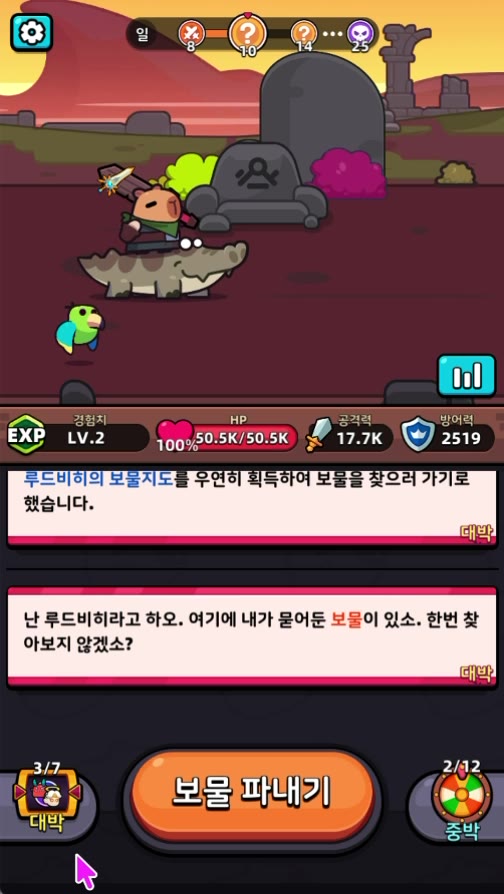 일 8 10 14 25
경험치 HP 공격력 방어력
EXP LV.2 100% 50.5K/50.5K 17.7K 2519
루드비히의 보물지도를 우연히 획득하여 보물을 찾으러 가기로
했습니다.
대박
난 루드비히라고 하오. 여기에 내가 묻어둔 보물이 있소. 한번 찾
아보지 않겠소?
대박
3/7
대박
보물 파내기
2/12
중박